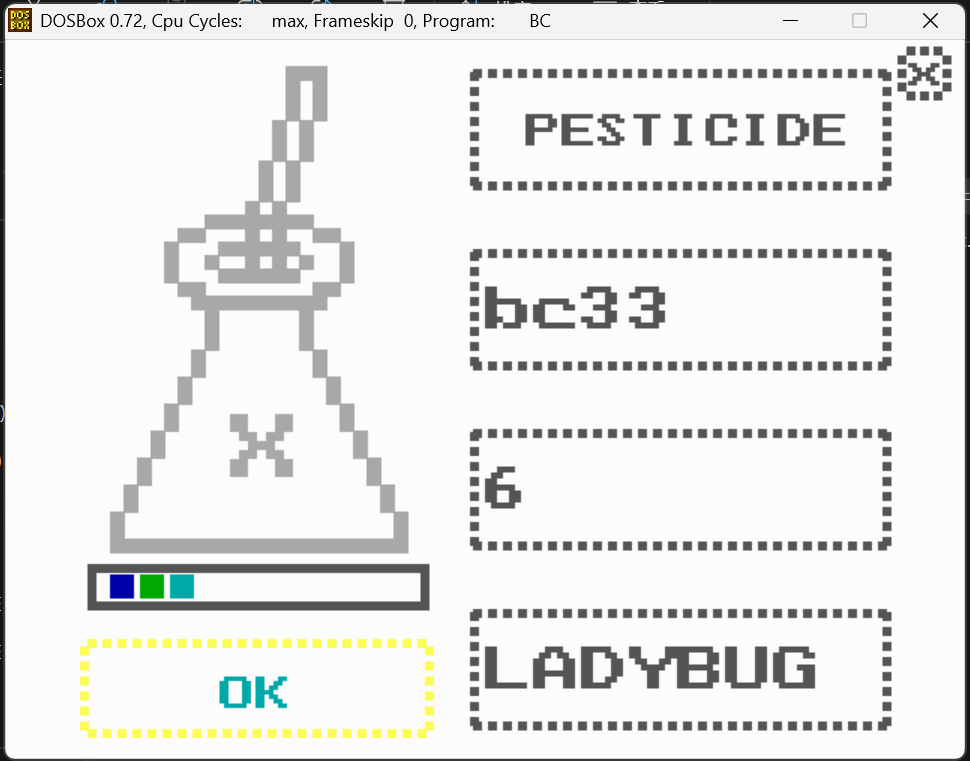 DOSBox 0.72, Cpu Cycles: max, Frameskip 0, Program: BC
PESTICIDE
bc33
6
LADYBUG
OK